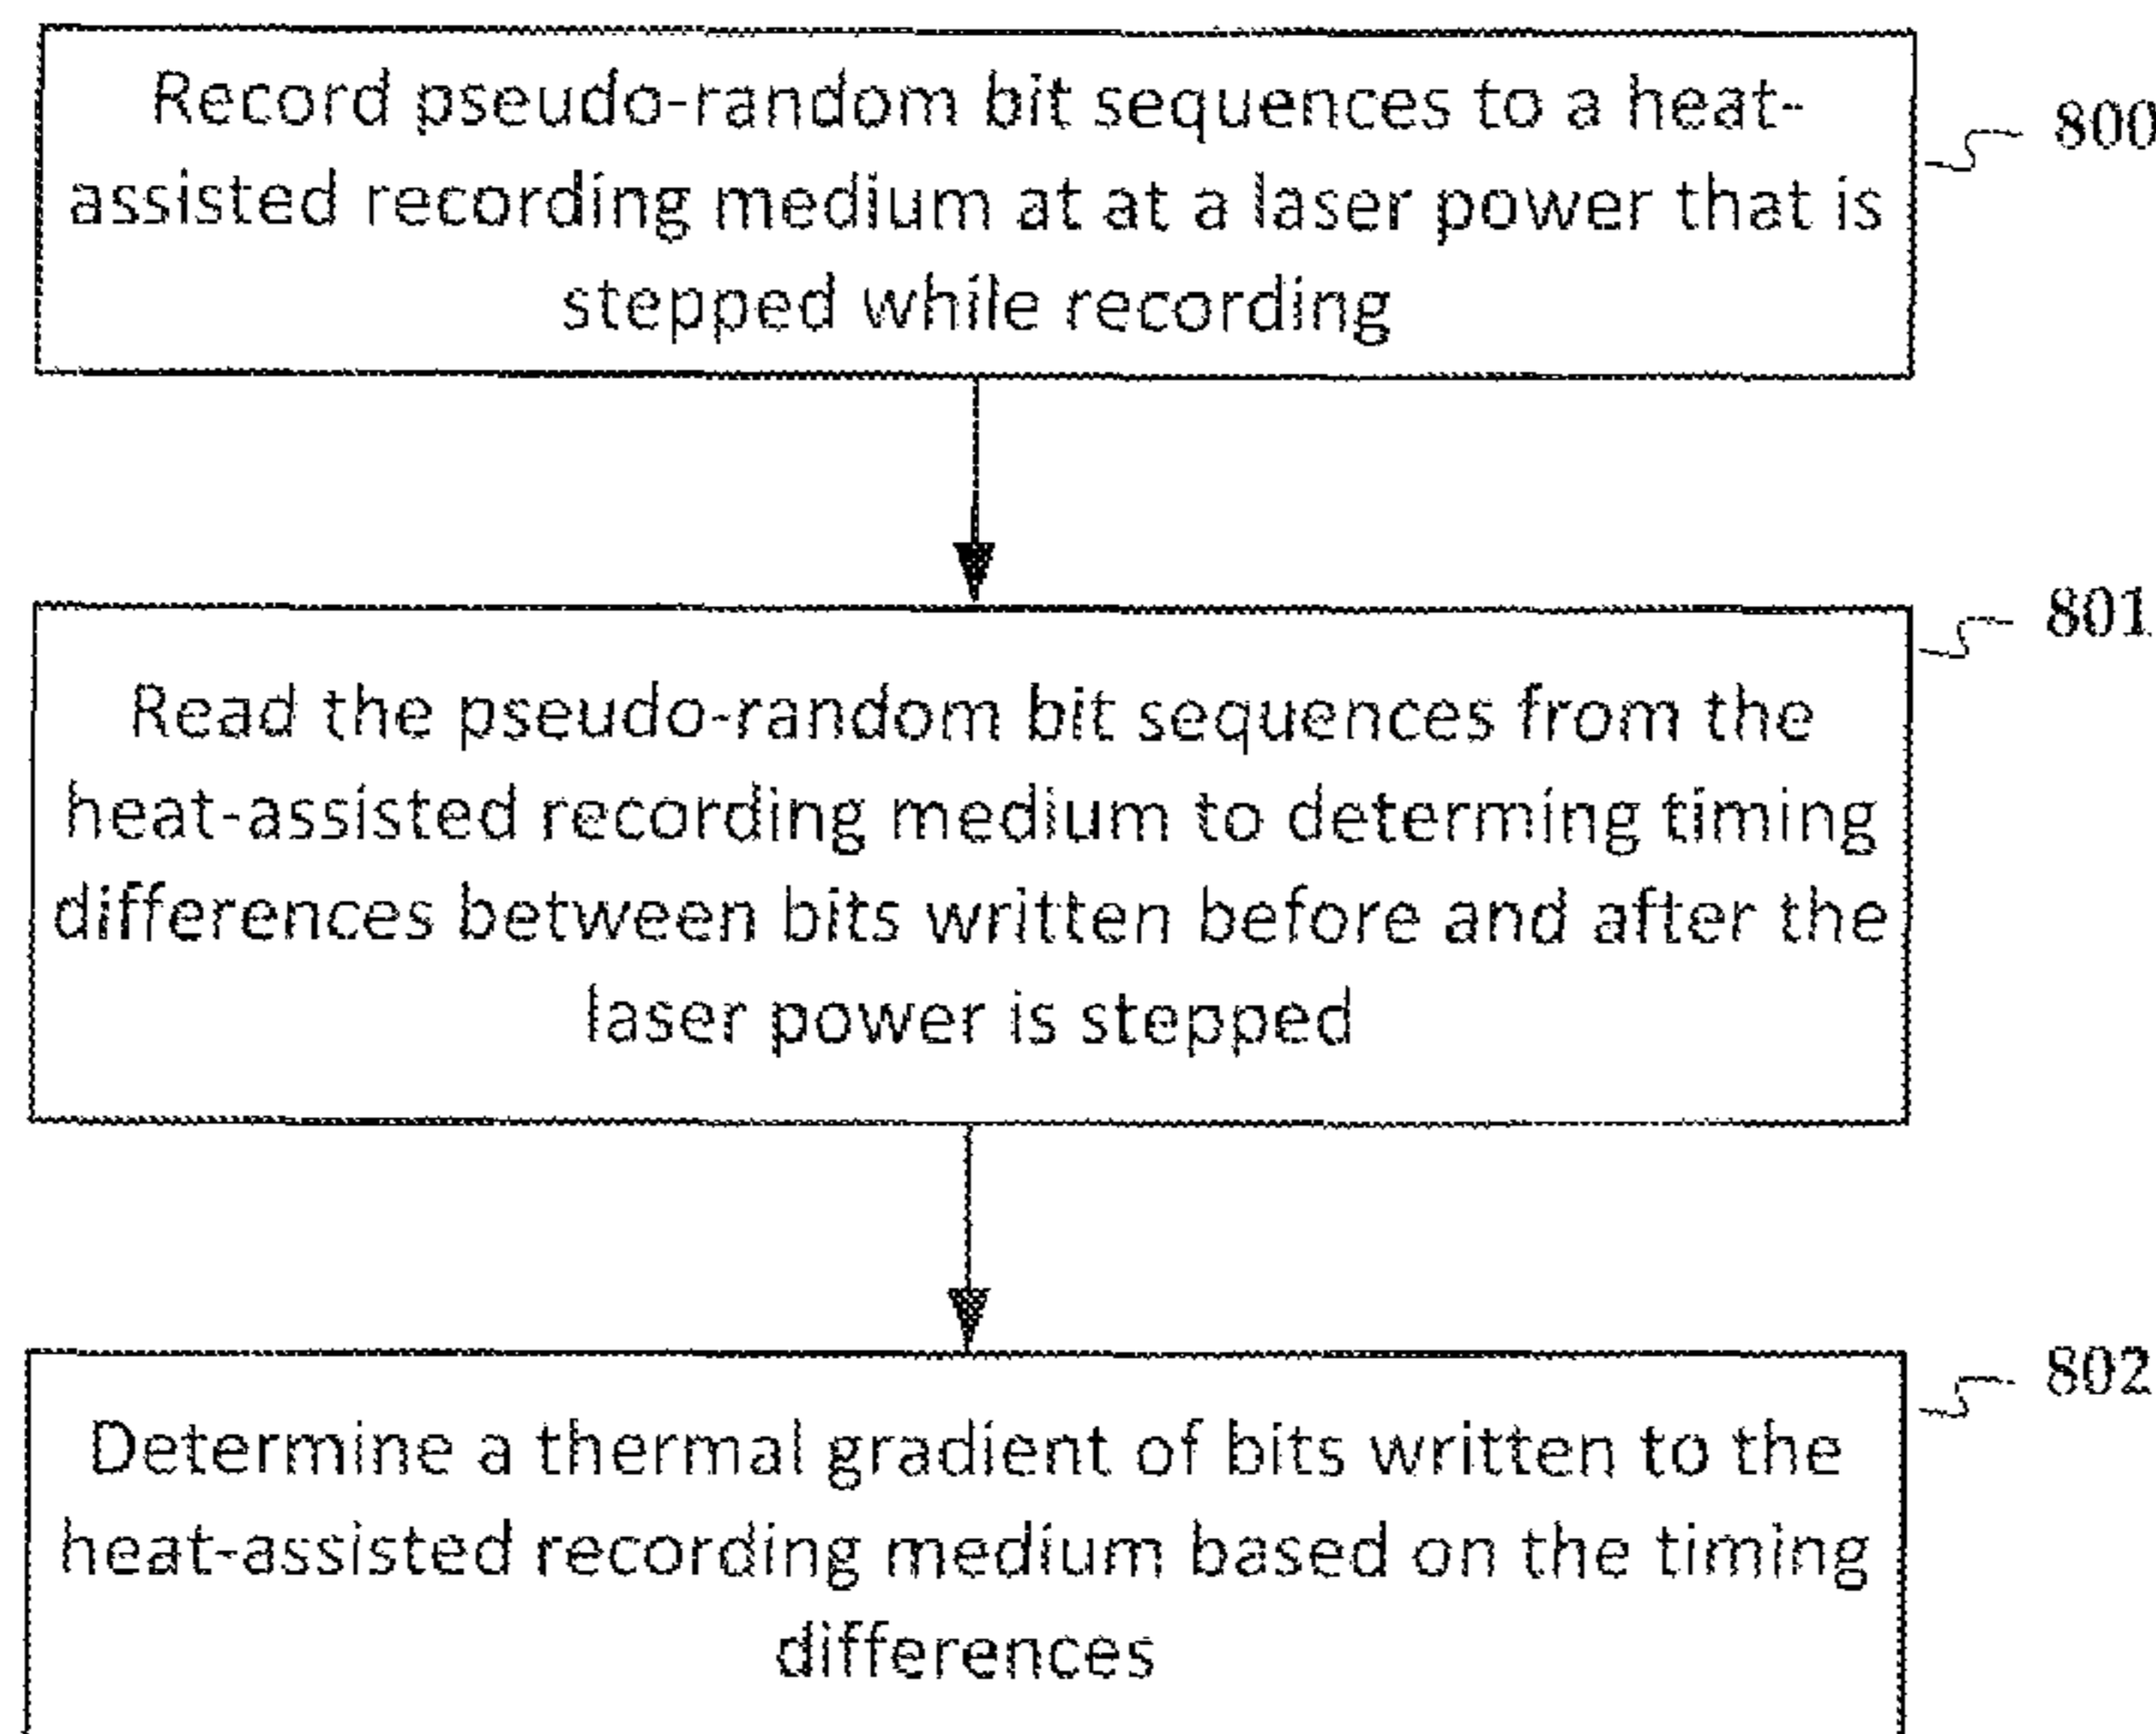 Record pseudo-random bit sequences to a heat-
assisted recording medium at at a laser power that is
stepped while recording
800
Read the pseudo-random bit sequences from the
heat-assisted recording medium to determing timing
differences between bits written before and after the
laser power is stepped
801
Determine a thermal gradient of bits written to the
heat-assisted recording medium based on the timing
differences
802